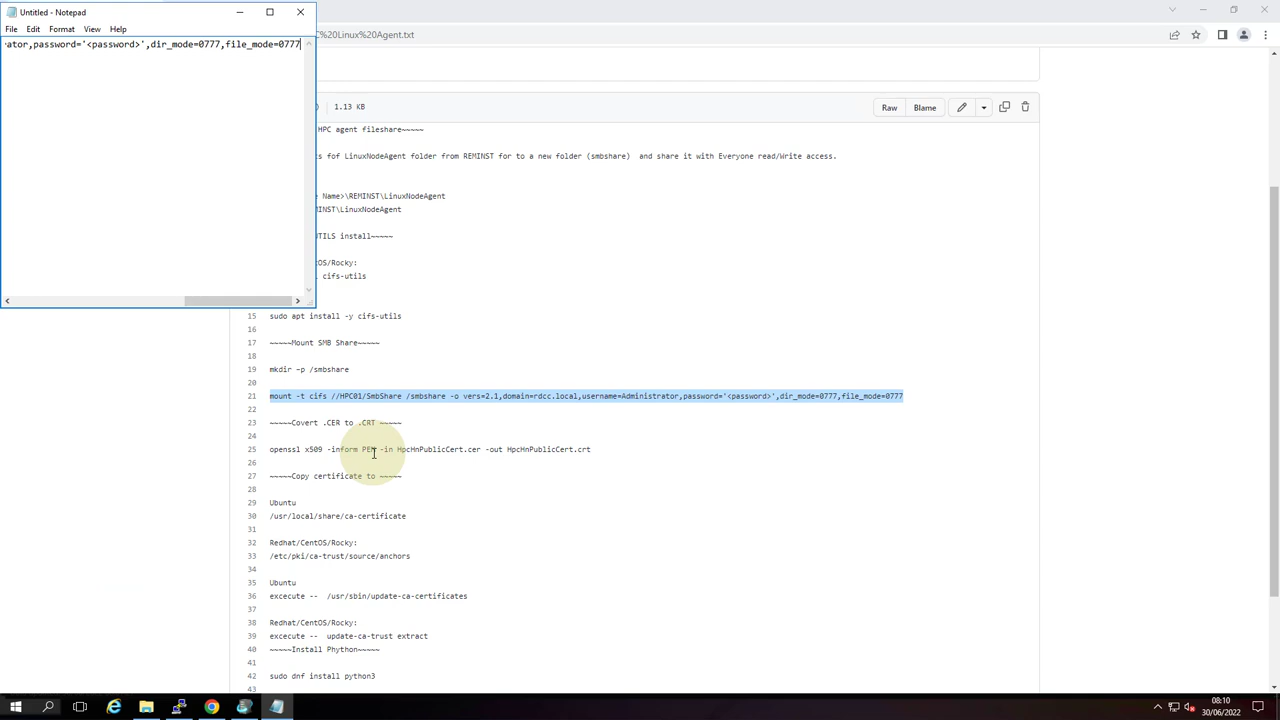 Untitled - Notepad
File Edit Format View Help
ator,password='<password>',dir_mode=0777,file_mode=0777
C%20Linux%20Agent.txt
) 1.13 KB
Raw Blame
HPC agent fileshare~~~~~
s fof LinuxNodeAgent folder from REMINST for to a new folder (smbshare) and share it with Everyone read/Write access.
e Name>\REMINST\LinuxNodeAgent
MINST\LinuxNodeAgent
UTILS install~~~~~
tOS/Rocky:
l cifs-utils
15 sudo apt install -y cifs-utils
16
17 ~~~~~Mount SMB Share~~~~~
18
19 mkdir –p /smbshare
20
21 mount -t cifs //HPC01/SmbShare /smbshare -o vers=2.1,domain=rdcc.local,username=Administrator,password='<password>',dir_mode=0777,file_mode=0777
22
23 ~~~~~Covert .CER to .CRT ~~~~~
24
25 openssl x509 -inform PEM -in HpcHnPublicCert.cer -out HpcHnPublicCert.crt
26
27 ~~~~~Copy certificate to ~~~~~
28
29 Ubuntu
30 /usr/local/share/ca-certificate
31
32 Redhat/CentOS/Rocky:
33 /etc/pki/ca-trust/source/anchors
34
35 Ubuntu
36 excecute -- /usr/sbin/update-ca-certificates
37
38 Redhat/CentOS/Rocky:
39 excecute -- update-ca-trust extract
40 ~~~~~Install Phython~~~~~
41
42 sudo dnf install python3
43
08:10
30/06/2022